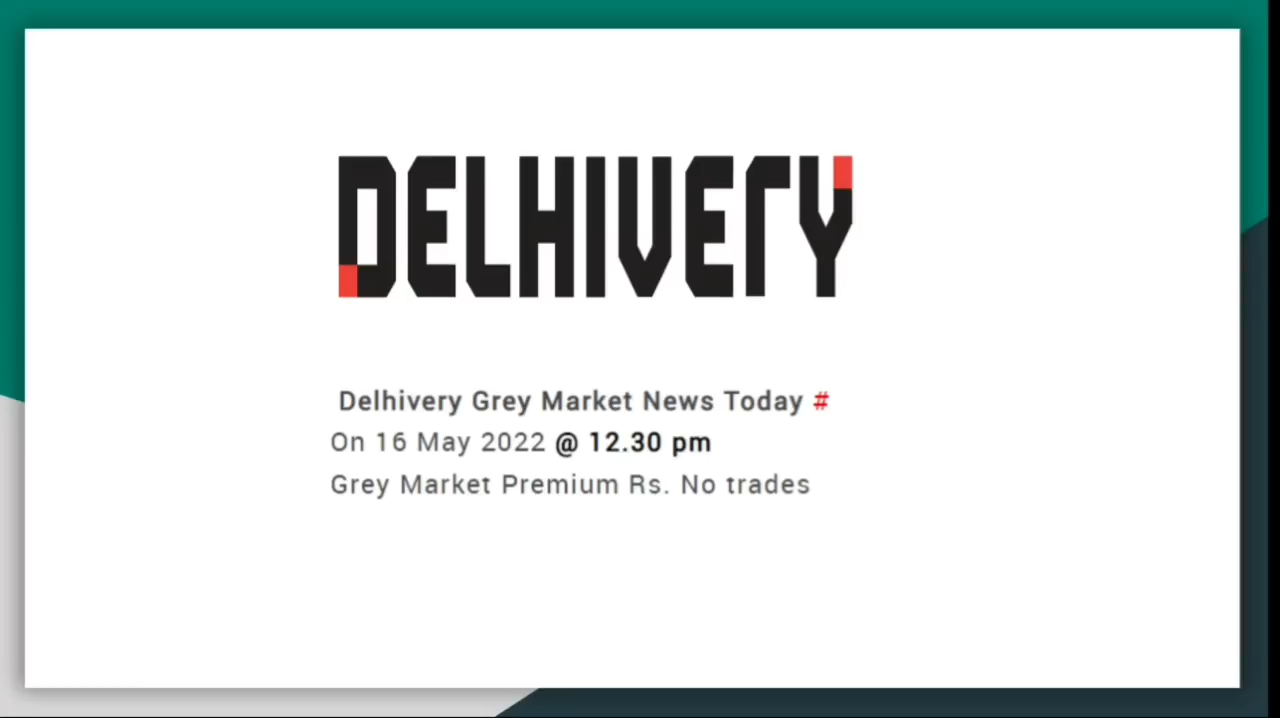 DELHIVERY
Delhivery Grey Market News Today #
On 16 May 2022 @ 12.30 pm
Grey Market Premium Rs. No trades